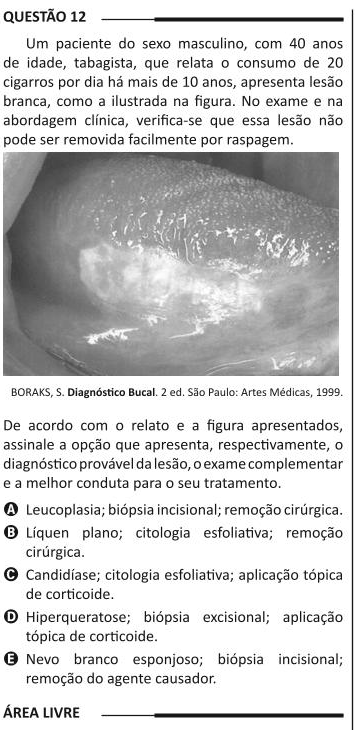 QUESTÃO 12
Um paciente do sexo masculino, com 40 anos
de idade, tabagista, que relata o consumo de 20
cigarros por dia há mais de 10 anos, apresenta lesão
branca, como a ilustrada na figura. No exame e na
abordagem clínica, verifica-se que essa lesão não
pode ser removida facilmente por raspagem.
BORAKS, S. Diagnóstico Bucal. 2 ed. São Paulo: Artes Médicas, 1999.
De acordo com o relato e a figura apresentados,
assinale a opção que apresenta, respectivamente, o
diagnóstico provável da lesão, o exame complementar
e a melhor conduta para o seu tratamento.
A Leucoplasia; biópsia incisional; remoção cirúrgica.
B Líquen plano; citologia esfoliativa; remoção
cirúrgica.
C Candidíase; citologia esfoliativa; aplicação tópica
de corticoide.
D Hiperqueratose; biópsia excisional; aplicação
tópica de corticoide.
E Nevo branco esponjoso; biópsia incisional;
remoção do agente causador.
ÁREA LIVRE